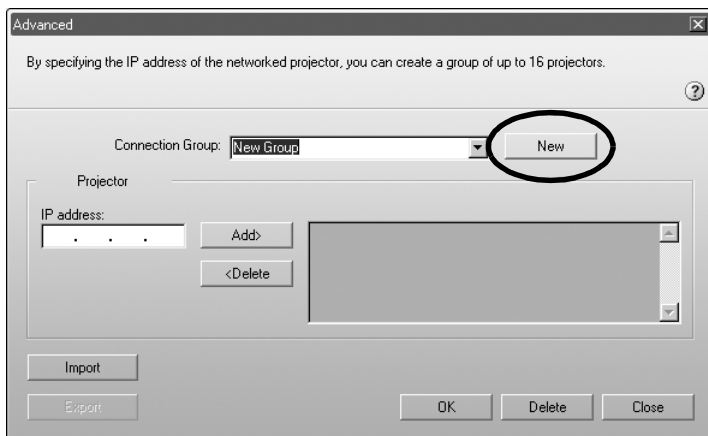 Advanced
By specifying the IP address of the networked projector, you can create a group of up to 16 projectors.
?
Connection Group: New Group New
Projector
IP address:
. . . Add>
<Delete
Import
Export OK Delete Close